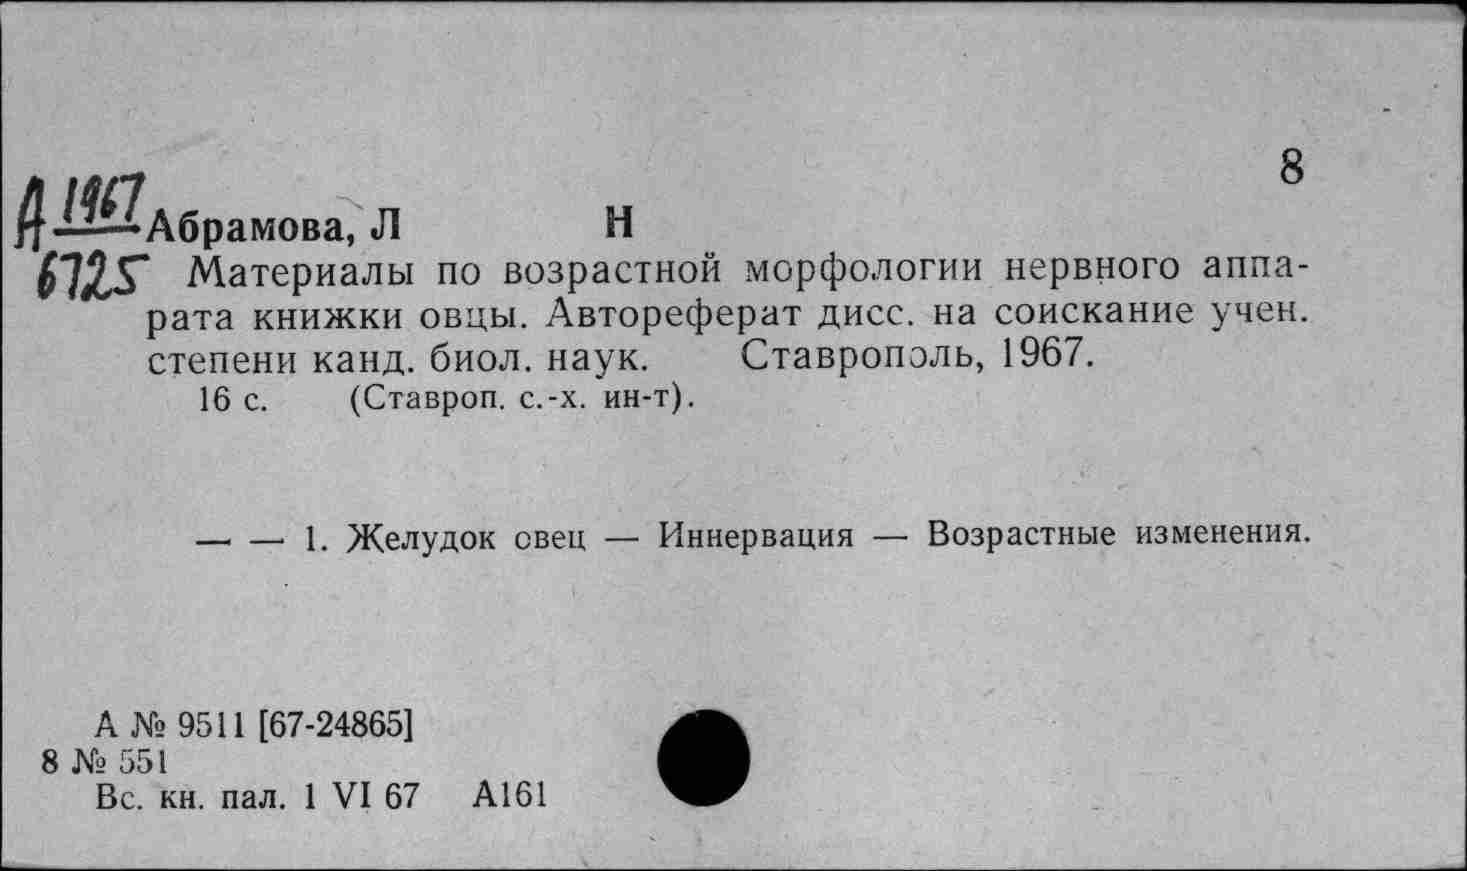 8
А 1967
Абрамова, Л Н
6725 Материалы по возрастной морфологии нервного аппа-
рата книжки овцы. Автореферат дисс. на соискание учен.
степени канд. биол. наук. Ставрополь, 1967.
16 с. (Ставроп. с.-х. ин-т).
— — 1. Желудок овец — Иннервация — Возрастные изменения.
А № 9511 [67-24865]
8 № 551
Вс. кн. пал. 1 VI 67 А161